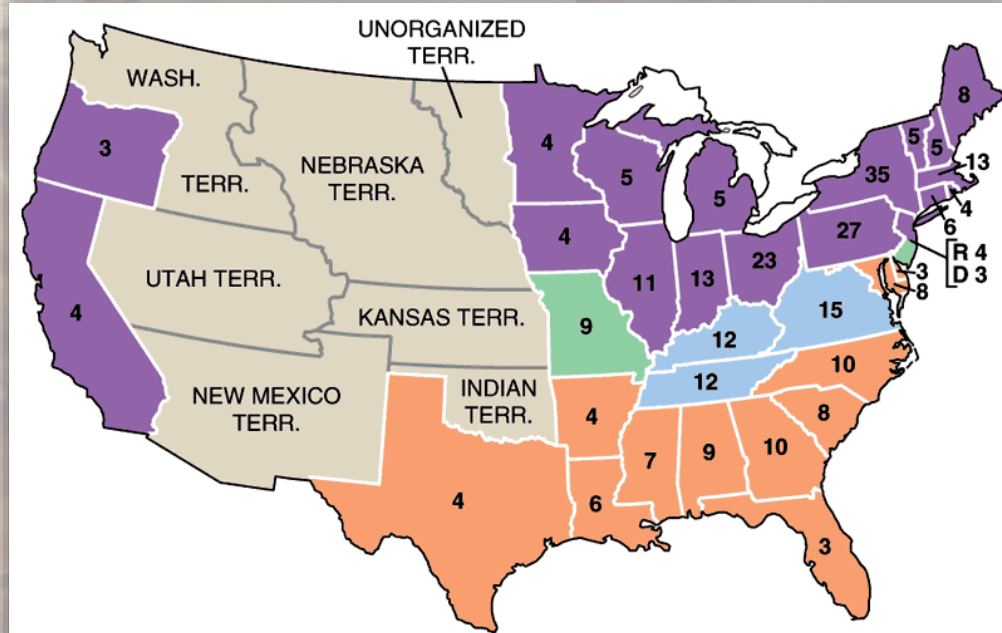 UNORGANIZED
TERR.
WASH.
TERR.
NEBRASKA
TERR.
UTAH TERR.
KANSAS TERR.
NEW MEXICO
TERR.
INDIAN
TERR.
3
4
4
4
5
5
11
13
23
27
35
5
5
8
13
4
6
R 4
D 3
3
8
15
12
12
9
10
8
4
7
9
10
4
6
3